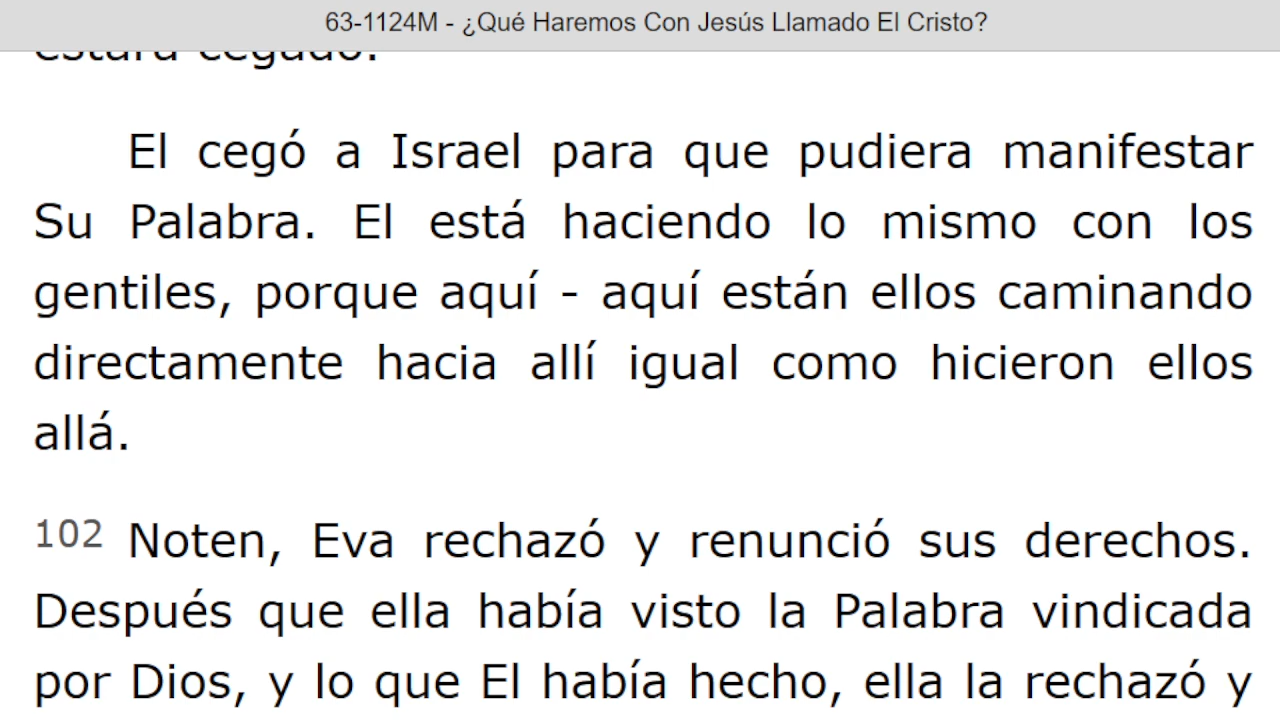 63-1124M - ¿Qué Haremos Con Jesús Llamado El Cristo?
estará cegado.
El cegó a Israel para que pudiera manifestar
Su Palabra. El está haciendo lo mismo con los
gentiles, porque aquí - aquí están ellos caminando
directamente hacia allí igual como hicieron ellos
allá.
102 Noten, Eva rechazó y renunció sus derechos.
Después que ella había visto la Palabra vindicada
por Dios, y lo que El había hecho, ella la rechazó y